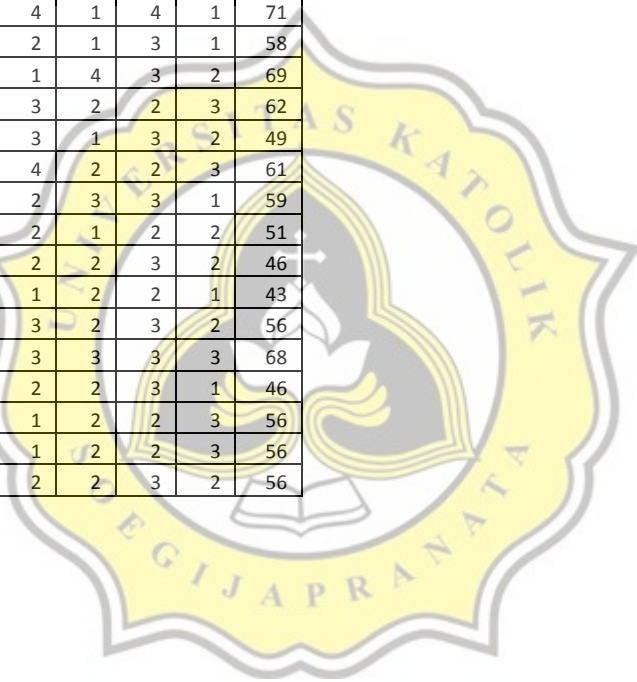 4 1 4 1 71
2 1 3 1 58
1 4 3 2 69
3 2 2 3 62
3 1 3 2 49
4 2 2 3 61
2 3 3 1 59
2 1 2 2 51
2 2 3 2 46
1 2 2 1 43
3 2 3 2 56
3 3 3 3 68
2 2 3 1 46
1 2 2 3 56
1 2 2 3 56
2 2 3 2 56
UNIVERSITAS KATOLIK
SOEGIJAPRANATA